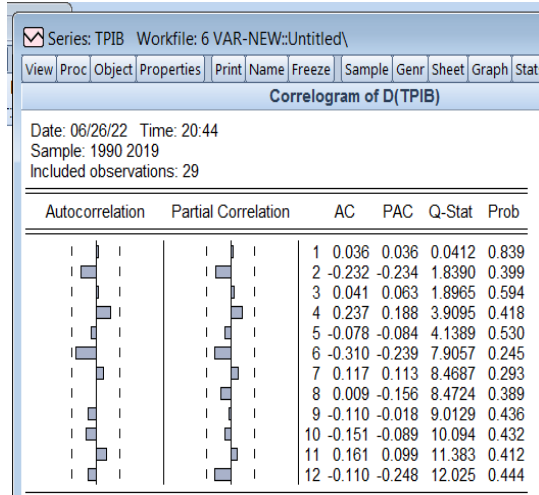 Series: TPIB Workfile: 6 VAR-NEW::Untitled\
View Proc Object Properties Print Name Freeze Sample Genr Sheet Graph Stat
Correlogram of D(TPIB)
Date: 06/26/22 Time: 20:44
Sample: 1990 2019
Included observations: 29
Autocorrelation Partial Correlation AC PAC Q-Stat Prob
1 0.036 0.036 0.0412 0.839
2 -0.232 -0.234 1.8390 0.399
3 0.041 0.063 1.8965 0.594
4 0.237 0.188 3.9095 0.418
5 -0.078 -0.084 4.1389 0.530
6 -0.310 -0.239 7.9057 0.245
7 0.117 0.113 8.4687 0.293
8 0.009 -0.156 8.4724 0.389
9 -0.110 -0.018 9.0129 0.436
10 -0.151 -0.089 10.094 0.432
11 0.161 0.099 11.383 0.412
12 -0.110 -0.248 12.025 0.444